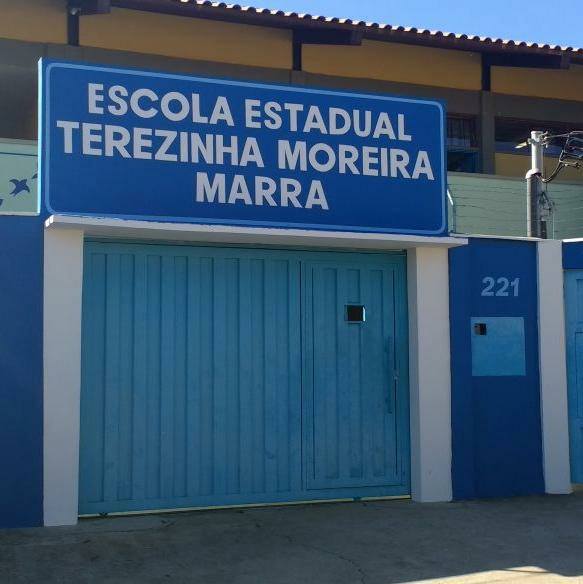 ESCOLA ESTADUAL
TEREZINHA MOREIRA
MARRA
221